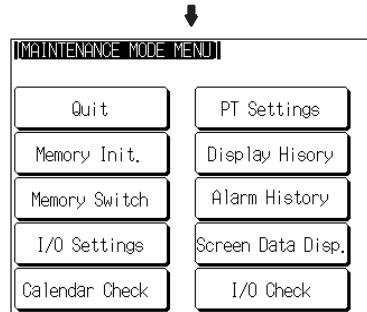 [MAINTENANCE MODE MENU]
Quit
PT Settings
Memory Init.
Display Hisory
Memory Switch
Alarm History
I/O Settings
Screen Data Disp.
Calendar Check
I/O Check